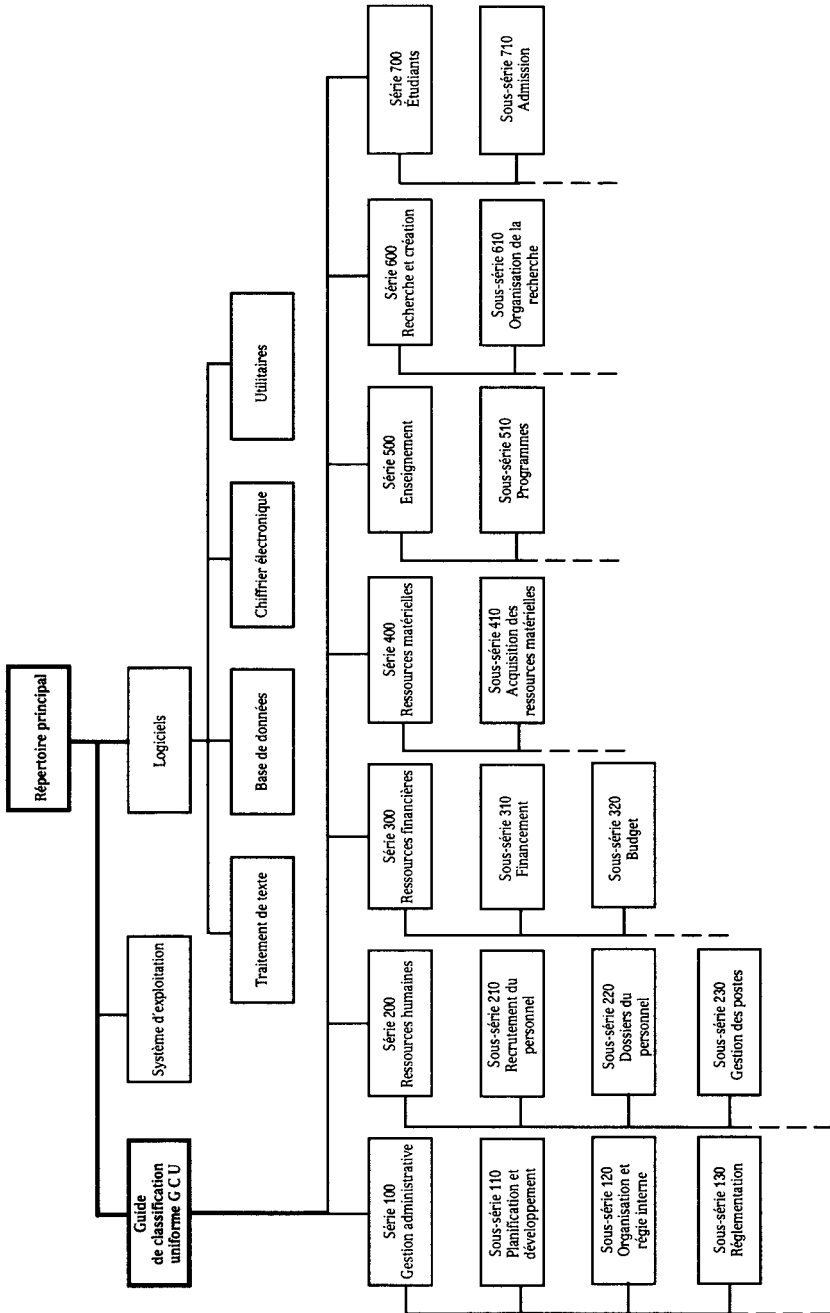 Répertoire principal
Guide
de classification
uniforme G C U
Système d'exploitation
Logiciels
Traitement de texte
Base de données
Chiffrier électronique
Utilitaires
Série 100
Gestion administrative
Sous-série 110
Planification et
développement
Sous-série 120
Organisation et
régie interne
Sous-série 130
Réglementation
Série 200
Ressources humaines
Sous-série 210
Recrutement du
personnel
Sous-série 220
Dossiers du
personnel
Sous-série 230
Gestion des postes
Série 300
Ressources financières
Sous-série 310
Financement
Sous-série 320
Budget
Série 400
Ressources matérielles
Sous-série 410
Acquisition des
ressources matérielles
Série 500
Enseignement
Sous-série 510
Programmes
Série 600
Recherche et création
Sous-série 610
Organisation de la
recherche
Série 700
Étudiants
Sous-série 710
Admission